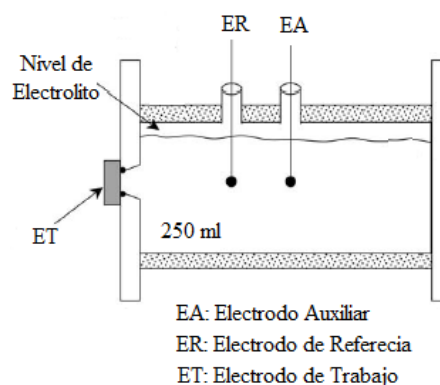 ER EA
Nivel de
Electrolito
ET
250 ml
EA: Electrodo Auxiliar
ER: Electrodo de Referecia
ET: Electrodo de Trabajo